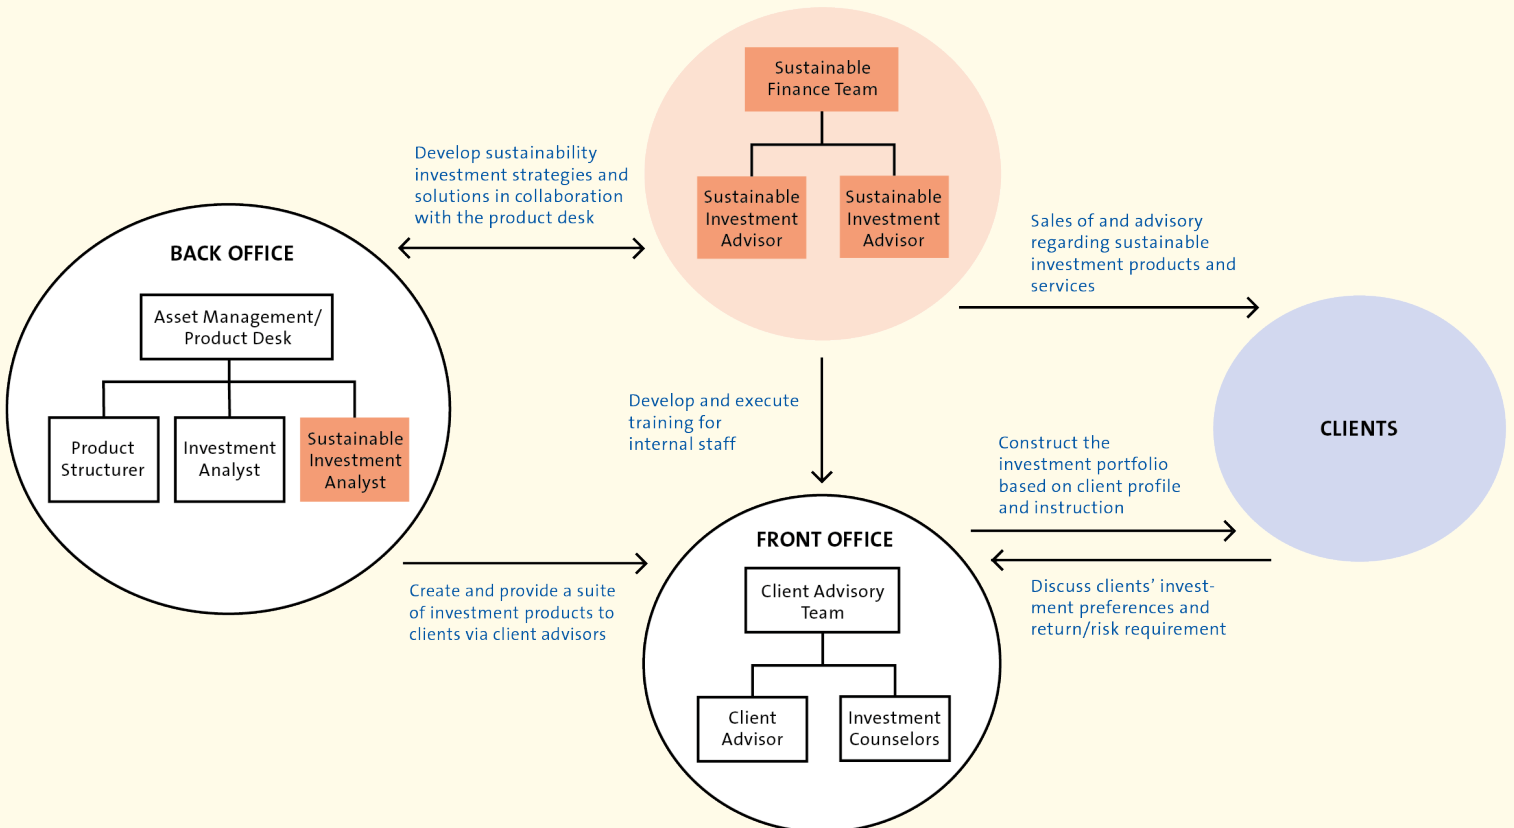 Sustainable
Finance Team
Sustainable
Investment
Advisor
Sustainable
Investment
Advisor
Develop sustainability
investment strategies and
solutions in collaboration
with the product desk
Sales of and advisory
regarding sustainable
investment products and
services
BACK OFFICE
Asset Management/
Product Desk
Product
Structurer
Investment
Analyst
Sustainable
Investment
Analyst
Develop and execute
training for
internal staff
CLIENTS
Construct the
investment portfolio
based on client profile
and instruction
Create and provide a suite
of investment products to
clients via client advisors
FRONT OFFICE
Client Advisory
Team
Client
Advisor
Investment
Counselors
Discuss clients’ invest-
ment preferences and
return/risk requirement